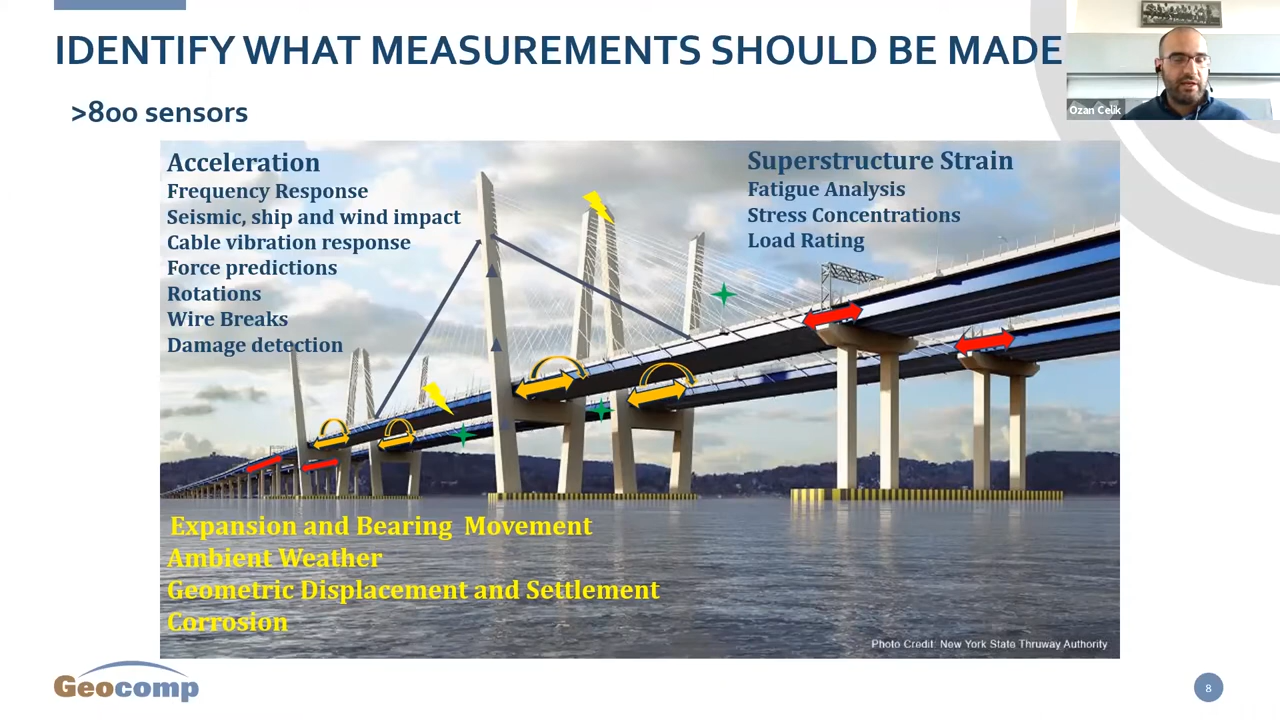 IDENTIFY WHAT MEASUREMENTS SHOULD BE MADE
Ozan Celik
>800 sensors
Acceleration
Frequency Response
Seismic, ship and wind impact
Cable vibration response
Force predictions
Rotations
Wire Breaks
Damage detection
Superstructure Strain
Fatigue Analysis
Stress Concentrations
Load Rating
Expansion and Bearing Movement
Ambient Weather
Geometric Displacement and Settlement
Corrosion
Photo Credit: New York State Thruway Authority
Geocomp
8